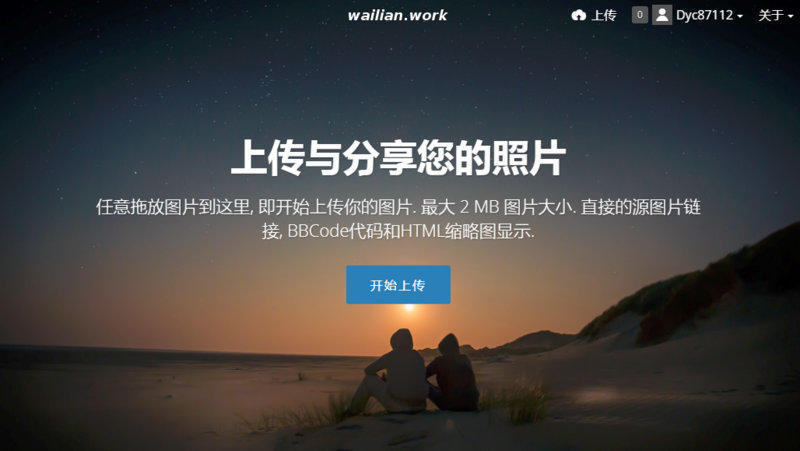 wailian.work
上传
0
Dyc87112
关于
上传与分享您的照片
任意拖放图片到这里, 即开始上传你的图片. 最大 2 MB 图片大小. 直接的源图片链
接, BBCode代码和HTML缩略图显示.
开始上传